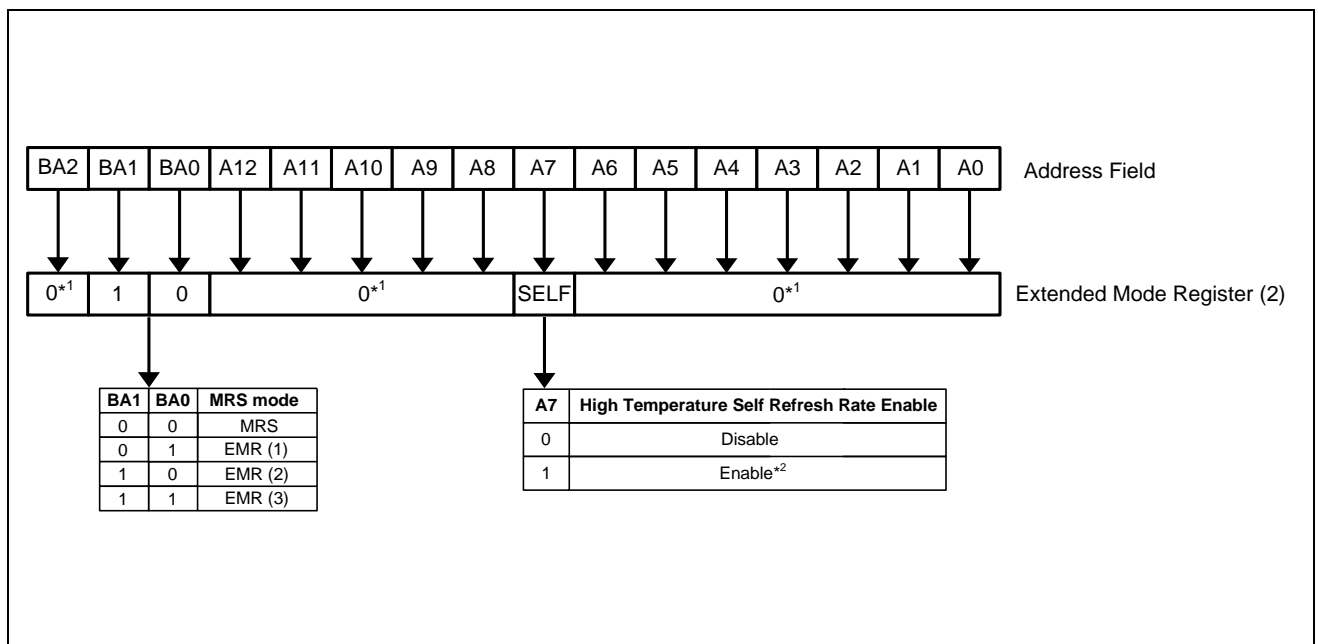 BA2 BA1 BA0 A12 A11 A10 A9 A8 A7 A6 A5 A4 A3 A2 A1 A0 Address Field
0*1 1 0 0*1 SELF 0*1 Extended Mode Register (2)
BA1 BA0 MRS mode
0 0 MRS
0 1 EMR (1)
1 0 EMR (2)
1 1 EMR (3)
A7 High Temperature Self Refresh Rate Enable
0 Disable
1 Enable*2